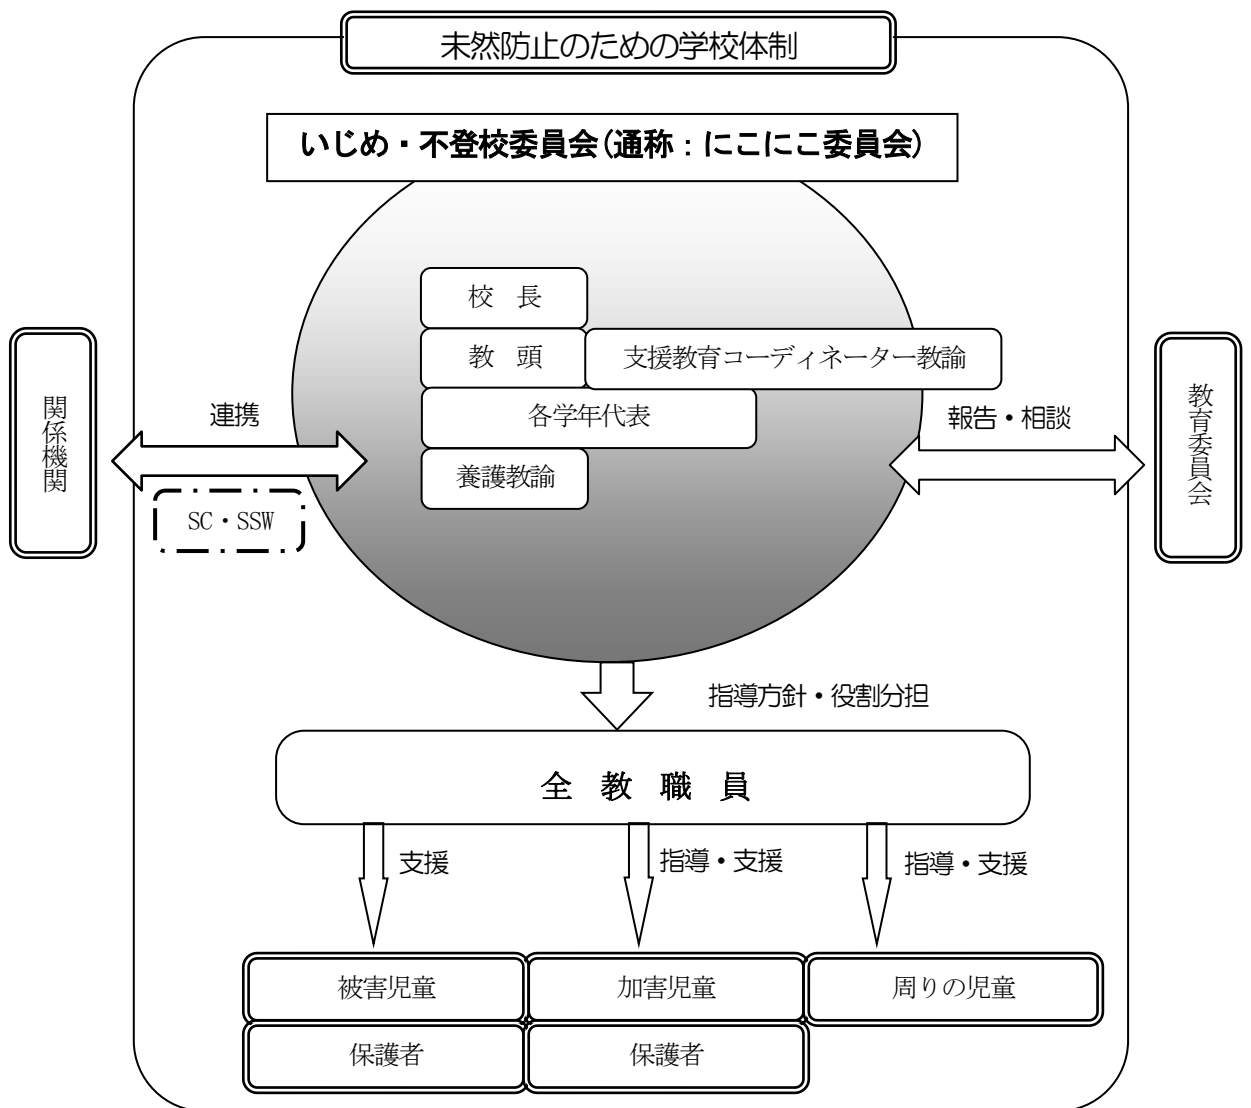 未然防止のための学校体制
いじめ・不登校委員会(通称：にこにこ委員会)
校　長
教　頭
支援教育コーディネーター教諭
各学年代表
養護教諭
関係機関
連携
SC・SSW
報告・相談
教育委員会
指導方針・役割分担
全　教　職　員
支援
指導・支援
指導・支援
被害児童
加害児童
周りの児童
保護者
保護者